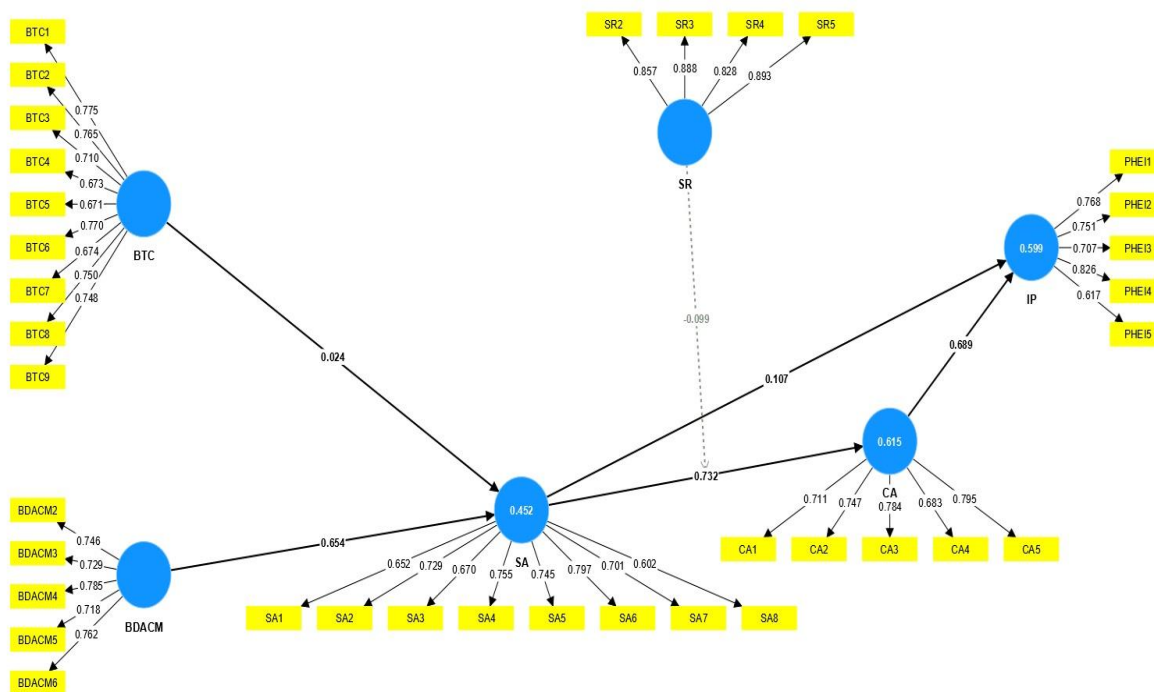 BTC1
BTC2
BTC3
BTC4
BTC5
BTC6
BTC7
BTC8
BTC9
0.775
0.765
0.710
0.673
0.671
0.770
0.674
0.750
0.748
BTC
SR2
SR3
SR4
SR5
0.857
0.888
0.828
0.893
SR
-0.099
PHEI1
PHEI2
PHEI3
PHEI4
PHEI5
0.768
0.751
0.707
0.826
0.617
0.599
IP
0.024
0.107
0.689
0.732
0.654
0.615
CA
0.711
0.747
0.784
0.683
0.795
CA1
CA2
CA3
CA4
CA5
BDACM2
BDACM3
BDACM4
BDACM5
BDACM6
0.746
0.729
0.785
0.718
0.762
BDACM
0.452
SA
0.652
0.729
0.670
0.755
0.745
0.797
0.701
0.602
SA1
SA2
SA3
SA4
SA5
SA6
SA7
SA8